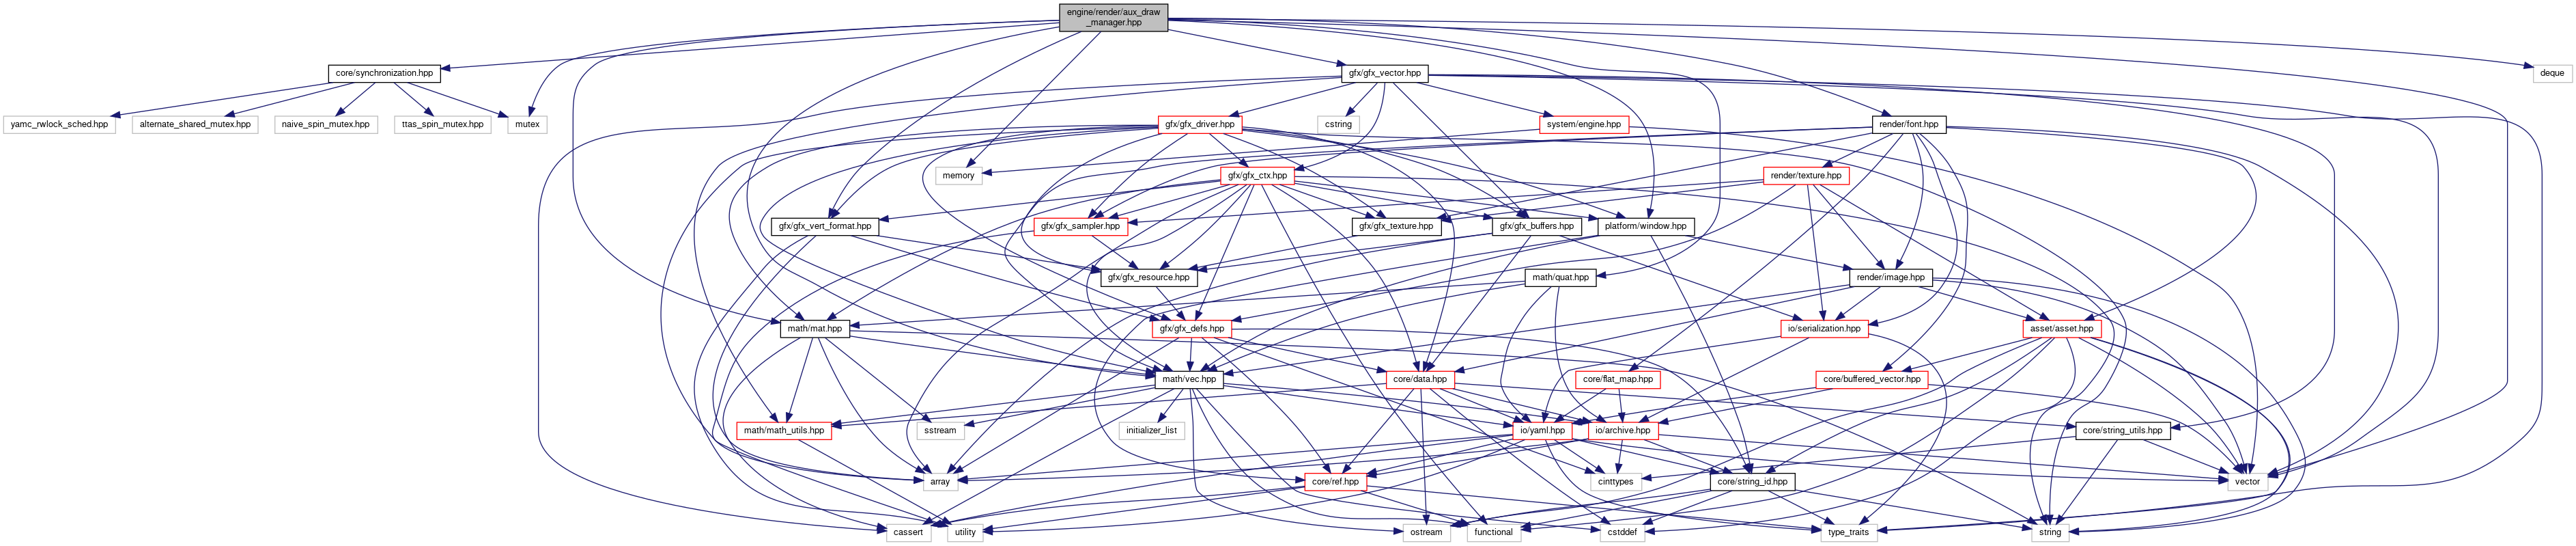 engine/render/aux_draw
_manager.hpp
core/synchronization.hpp
gfx/gfx_vector.hpp
deque
yamc_rwlock_sched.hpp
alternate_shared_mutex.hpp
naive_spin_mutex.hpp
ttas_spin_mutex.hpp
mutex
gfx/gfx_driver.hpp
cstring
system/engine.hpp
render/font.hpp
memory
gfx/gfx_ctx.hpp
render/texture.hpp
gfx/gfx_vert_format.hpp
gfx/gfx_sampler.hpp
gfx/gfx_texture.hpp
gfx/gfx_buffers.hpp
platform/window.hpp
gfx/gfx_resource.hpp
math/quat.hpp
render/image.hpp
math/mat.hpp
gfx/gfx_defs.hpp
io/serialization.hpp
asset/asset.hpp
math/vec.hpp
core/data.hpp
core/flat_map.hpp
core/buffered_vector.hpp
math/math_utils.hpp
sstream
initializer_list
io/yaml.hpp
io/archive.hpp
core/string_utils.hpp
array
core/ref.hpp
cinttypes
core/string_id.hpp
vector
cassert
utility
ostream
functional
cstddef
type_traits
string